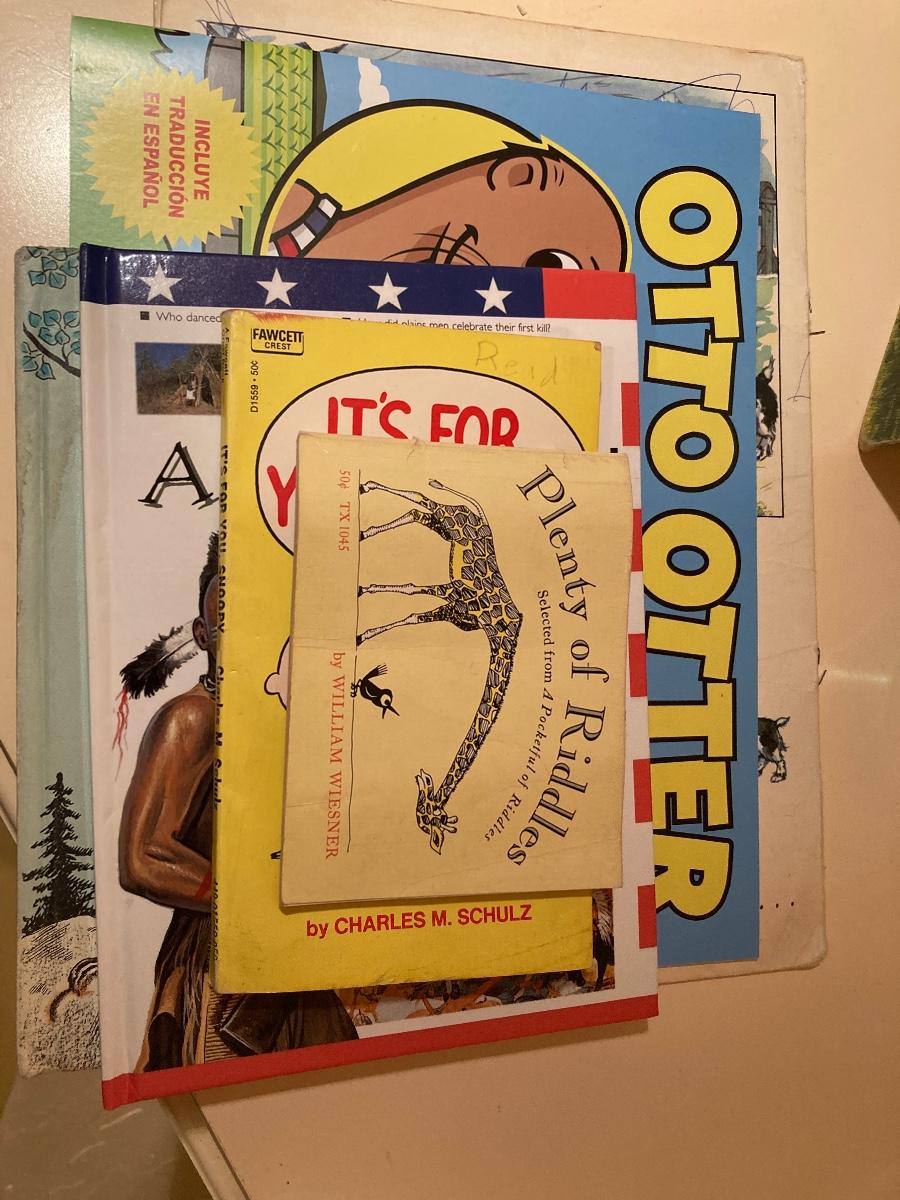 INCLUYE
TRADUCCIÓN
EN ESPAÑOL
OTTO OTTER
Who danced
did plains men celebrate their first kill?
A
FAWCETT
CREST
Read
D1559 • 50¢
IT'S FOR
Y
IT'S FOR YOU, SNOOPY Charles M. Schulz
by CHARLES M. SCHULZ
Plenty of Riddles
Selected from A Pocketful of Riddles
50¢ TX 1045
by WILLIAM WIESNER